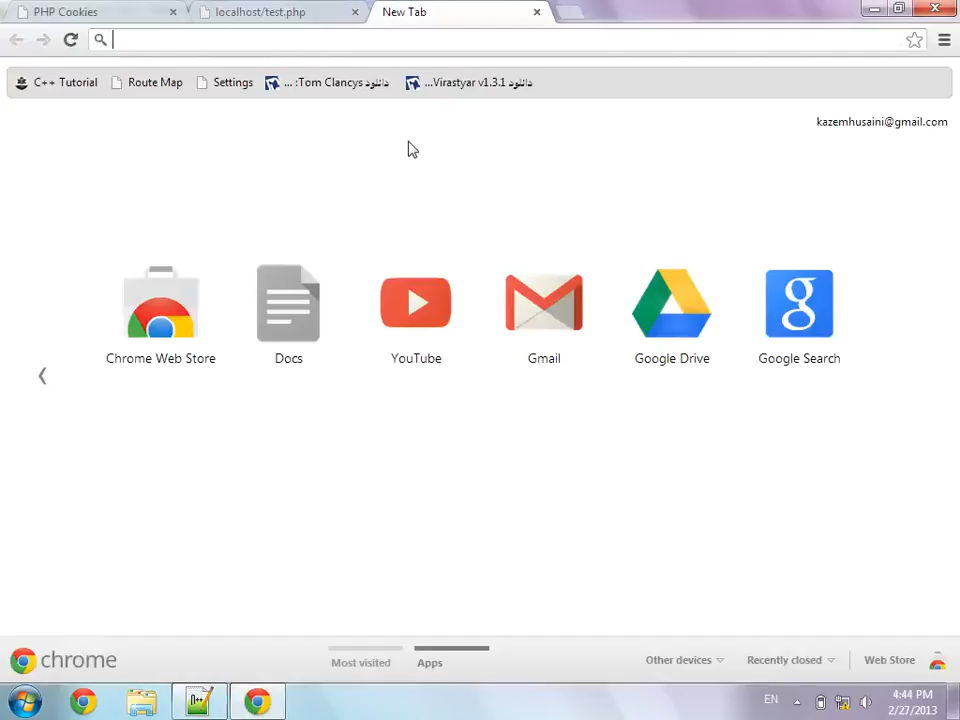 PHP Cookies
localhost/test.php
New Tab
C++ Tutorial
Route Map
Settings
... :Tom Clancys دانلود
...Virastyar v1.3.1 دانلود
kazemhusaini@gmail.com
Chrome Web Store
Docs
YouTube
Gmail
Google Drive
Google Search
chrome
Most visited
Apps
Other devices
Recently closed
Web Store
EN
4:44 PM
2/27/2013